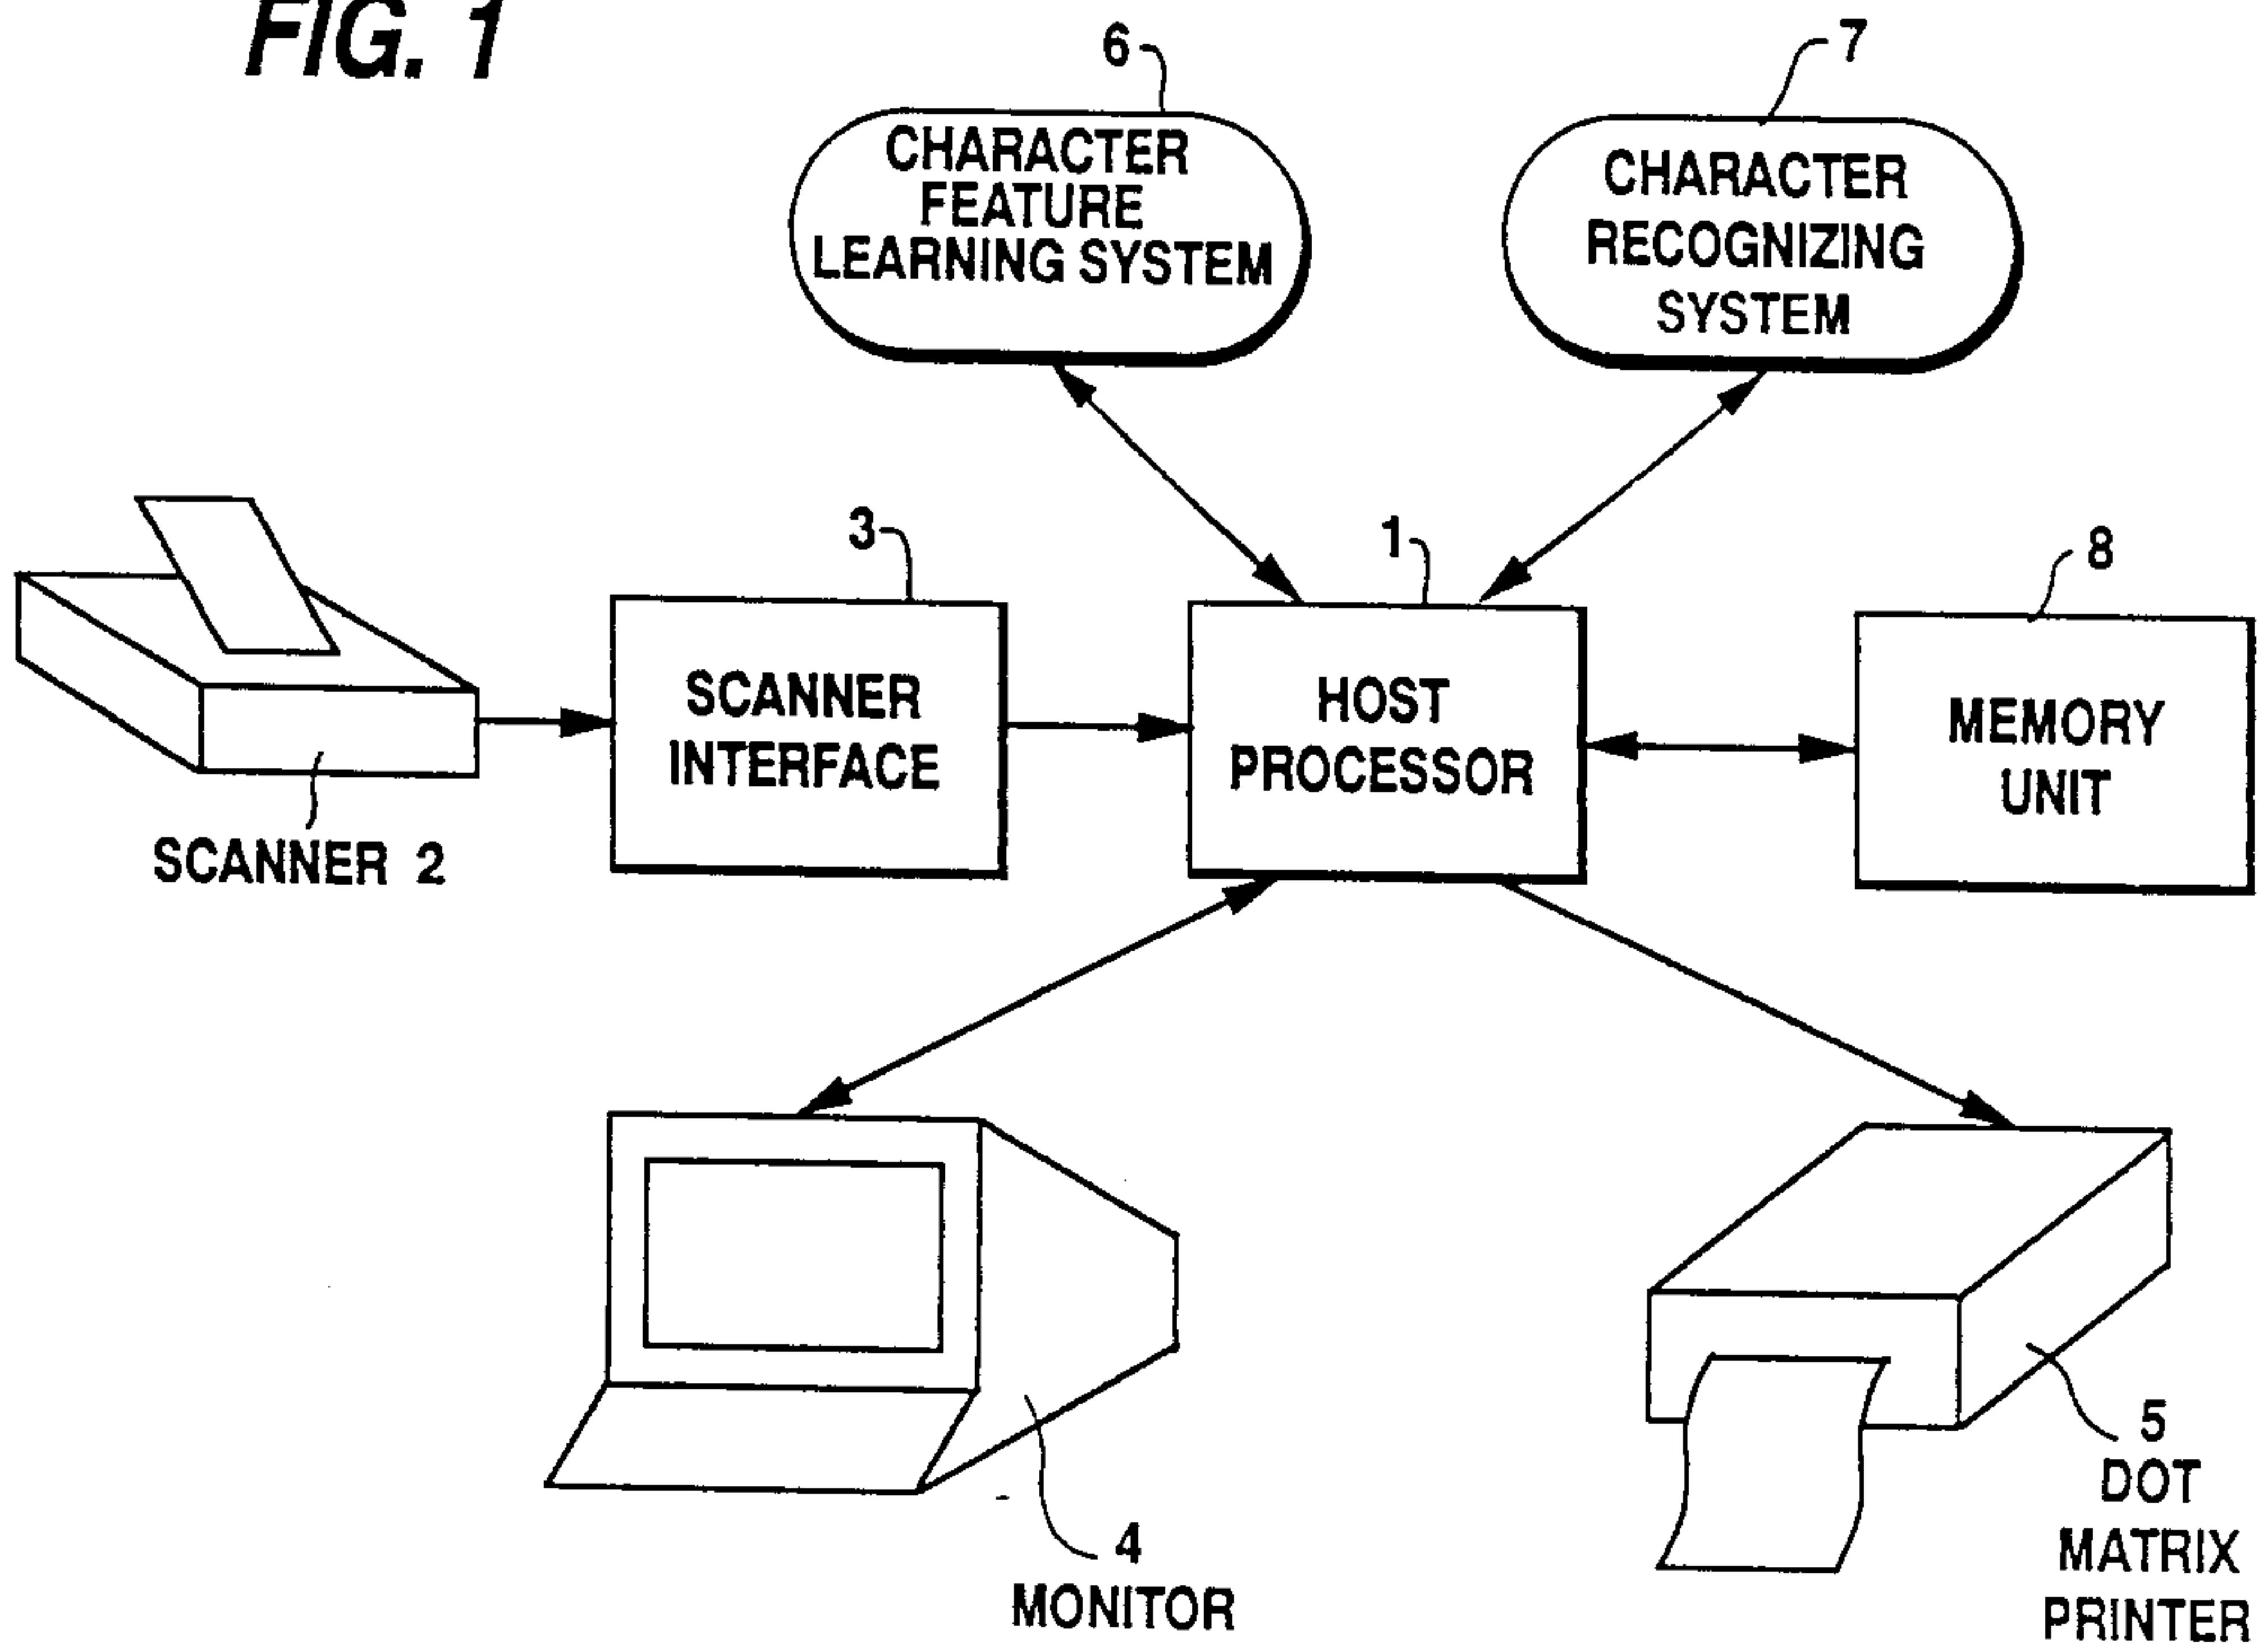 FIG. 1
6
7
CHARACTER
FEATURE
LEARNING SYSTEM
CHARACTER
RECOGNIZING
SYSTEM
3
1
8
SCANNER
INTERFACE
HOST
PROCESSOR
MEMORY
UNIT
SCANNER 2
4
MONITOR
5
DOT
MATRIX
PRINTER